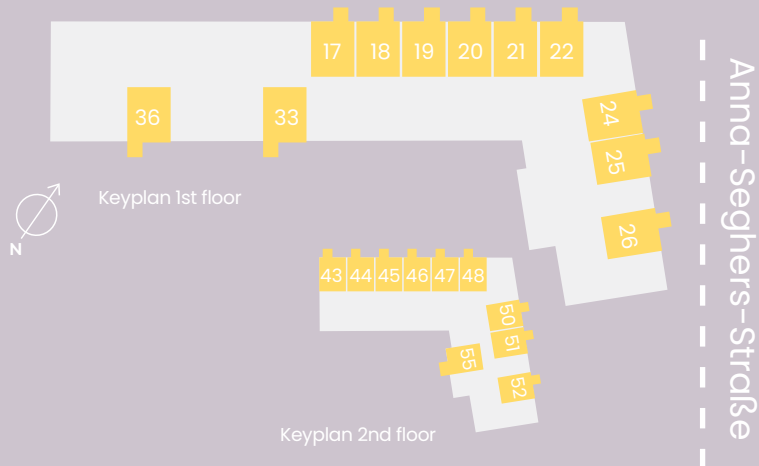 17 18 19 20 21 22
24
36 33
25
26
Keyplan 1st floor
N
43 44 45 46 47 48
50
51
55
52
Keyplan 2nd floor
Anna-Seghers-Straße